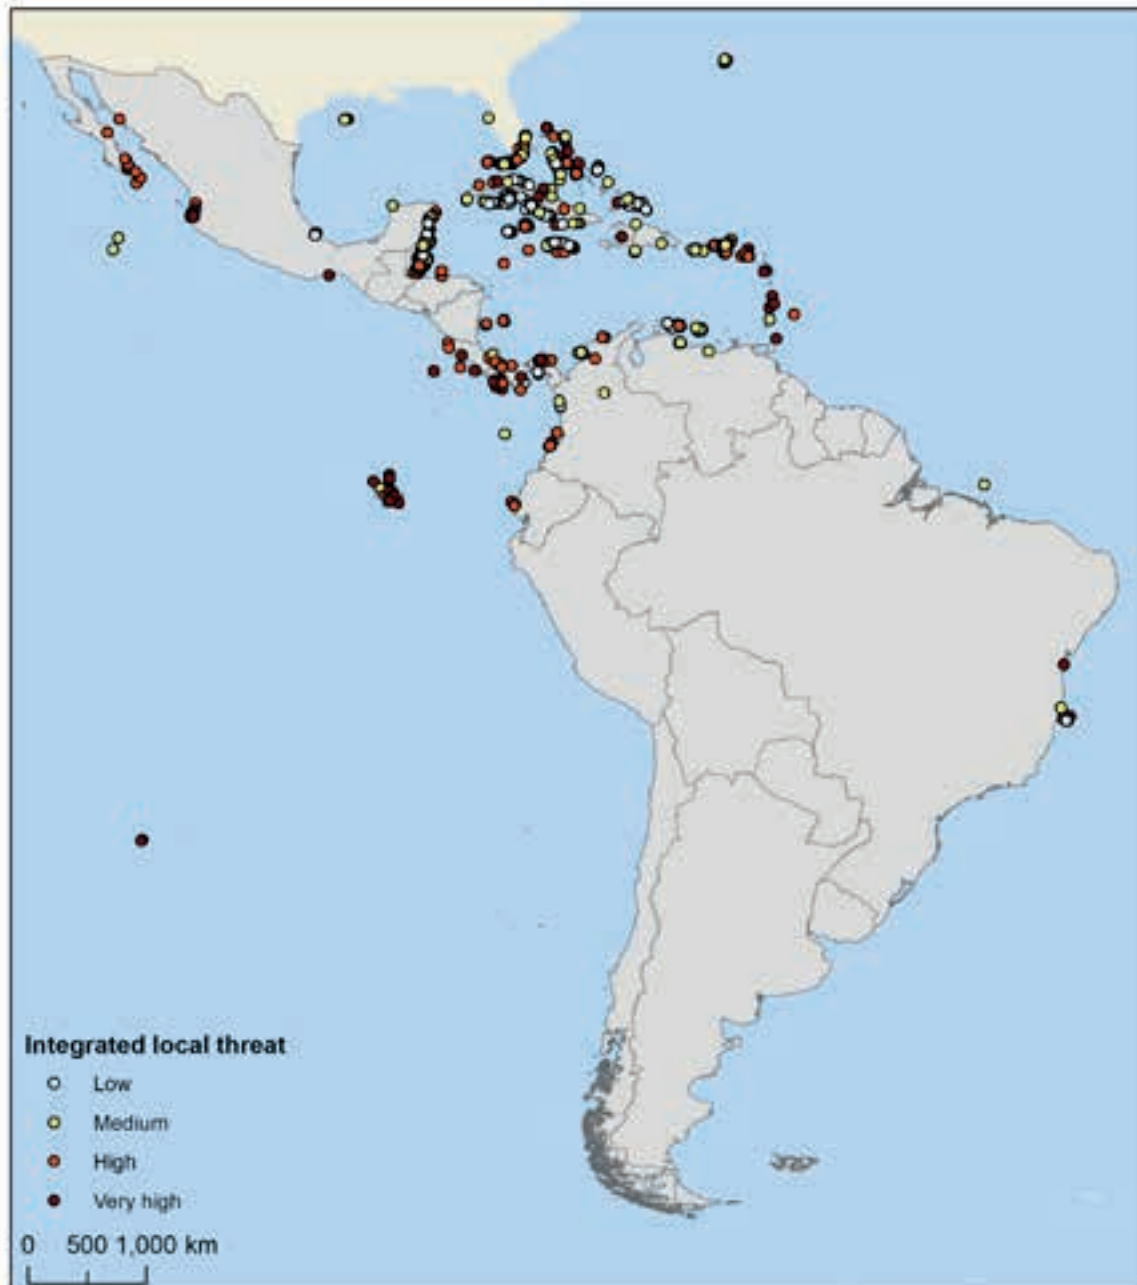 Integrated local threat
Low
Medium
High
Very high
0 500 1,000 km